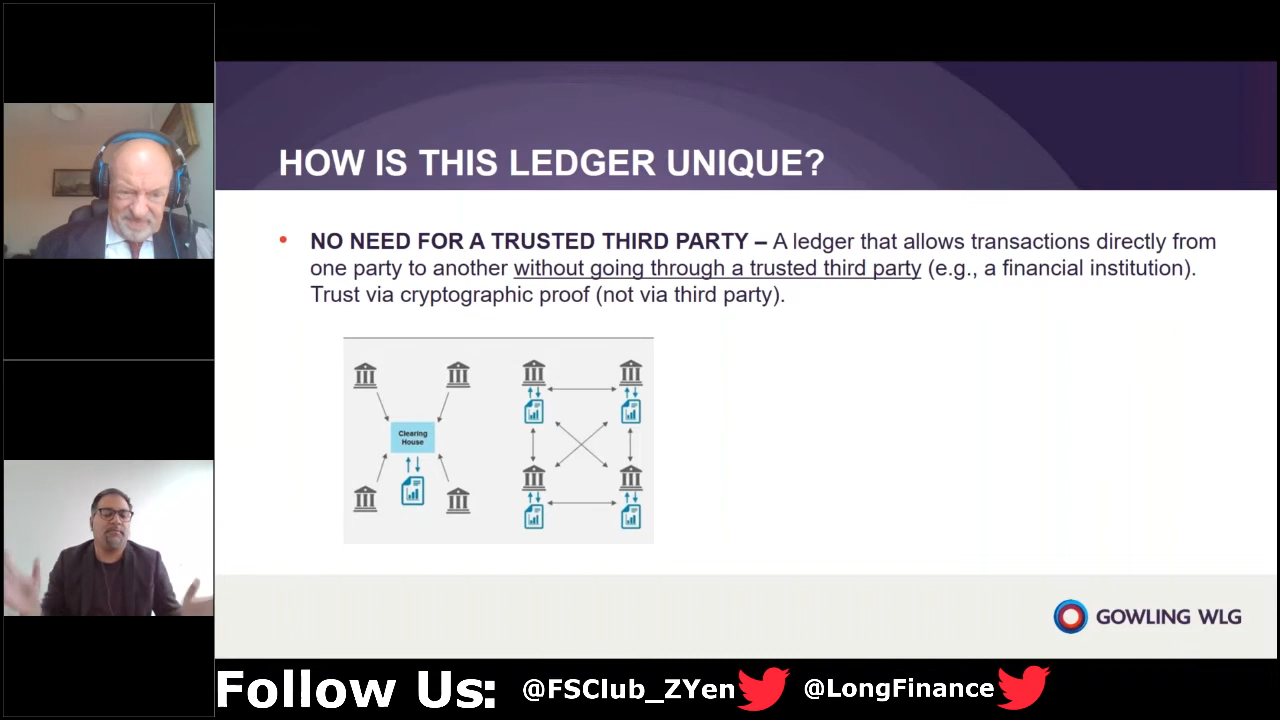 HOW IS THIS LEDGER UNIQUE?
• NO NEED FOR A TRUSTED THIRD PARTY – A ledger that allows transactions directly from
one party to another without going through a trusted third party (e.g., a financial institution).
Trust via cryptographic proof (not via third party).
Clearing
House
GOWLING WLG
Follow Us: @FSClub_ZYen @LongFinance